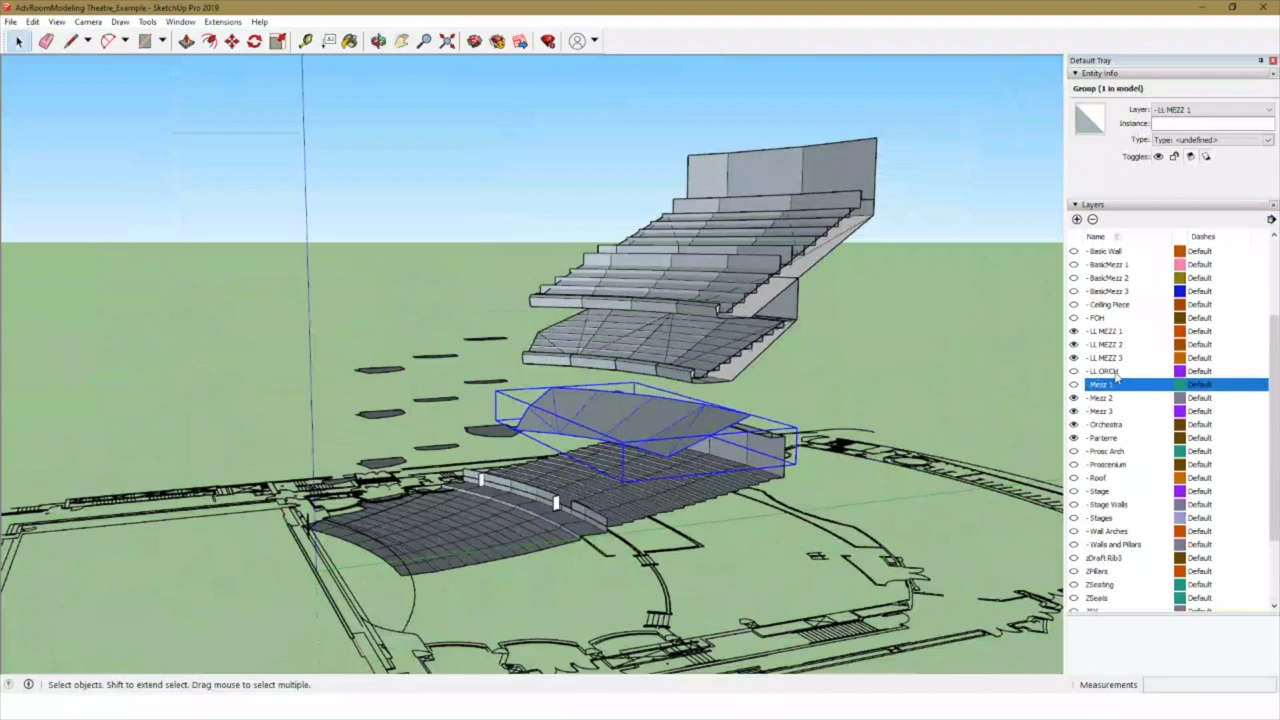 AdvRoomModeling Theatre_Example - SketchUp Pro 2019
File Edit View Camera Draw Tools Window Extensions Help
Default Tray
Entity Info
Group (1 in model)
Layer: -LL MEZZ 1
Instance:
Type: Type: <undefined>
Toggles:
Layers
Name Dashes
- Basic Wall Default
- BasicMezz 1 Default
- BasicMezz 2 Default
- BasicMezz 3 Default
- Ceiling Piece Default
- FOH Default
- LL MEZZ 1 Default
- LL MEZZ 2 Default
- LL MEZZ 3 Default
- LL ORCH Default
- Mezz 1 Default
- Mezz 2 Default
- Mezz 3 Default
- Orchestra Default
- Parterre Default
- Prosc Arch Default
- Proscenium Default
- Roof Default
- Stage Default
- Stage Walls Default
- Stages Default
- Wall Arches Default
- Walls and Pillars Default
zDraft Rib3 Default
ZPillars Default
ZSeating Default
ZSeats Default
Select objects. Shift to extend select. Drag mouse to select multiple.
Measurements